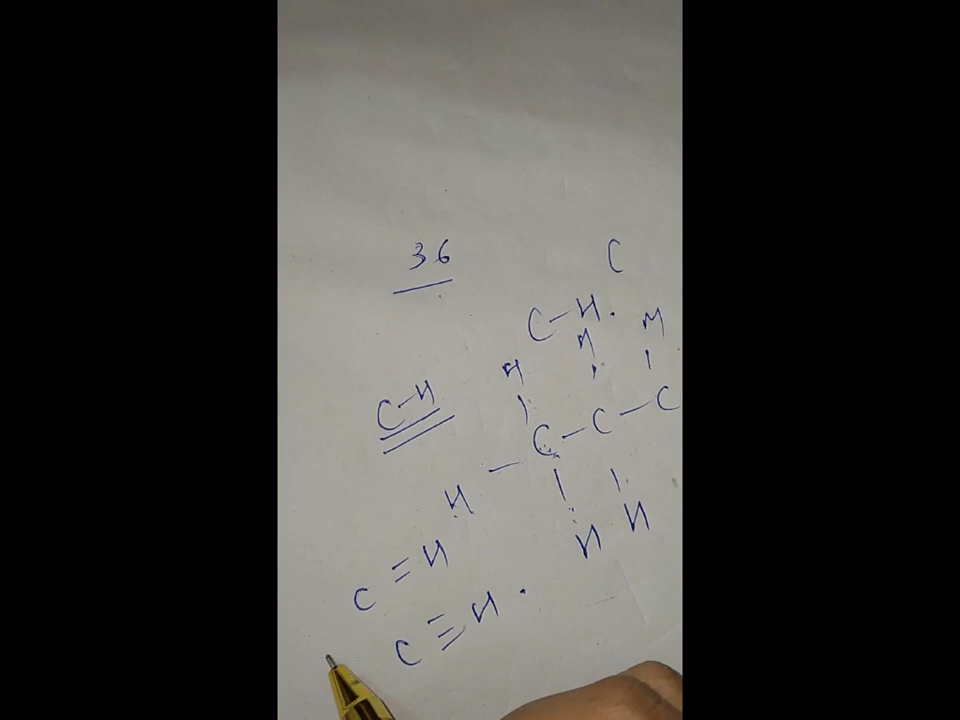 36
C
C-H.
H H H
C-H
- C - C - C
H
H H
C=H
C≡H.